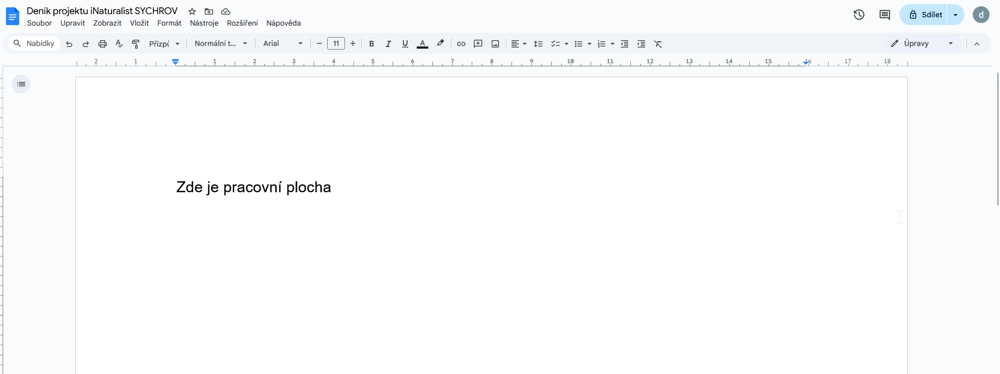 Deník projektu iNaturalist SYCHROV
Soubor Upravit Zobrazit Vložit Formát Nástroje Rozšíření Nápověda
Sdílet
d
Nabídky Přizpů Normální t... Arial 11 B I U A Úpravy
2 1 1 2 3 4 5 6 7 8 9 10 11 12 13 14 15 16 17 18
Zde je pracovní plocha